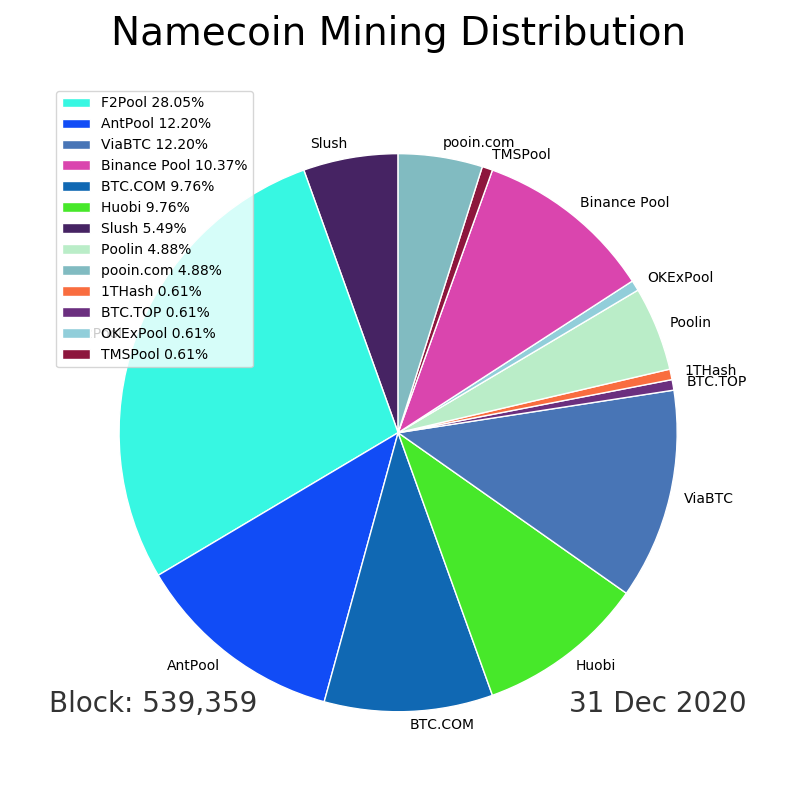 Namecoin Mining Distribution
F2Pool 28.05%
AntPool 12.20%
ViaBTC 12.20%
Binance Pool 10.37%
BTC.COM 9.76%
Huobi 9.76%
Slush 5.49%
Poolin 4.88%
pooin.com 4.88%
1THash 0.61%
BTC.TOP 0.61%
OKExPool 0.61%
TMSPool 0.61%
Slush
pooin.com
TMSPool
Binance Pool
OKExPool
Poolin
1THash
BTC.TOP
ViaBTC
Huobi
BTC.COM
AntPool
Block: 539,359
31 Dec 2020